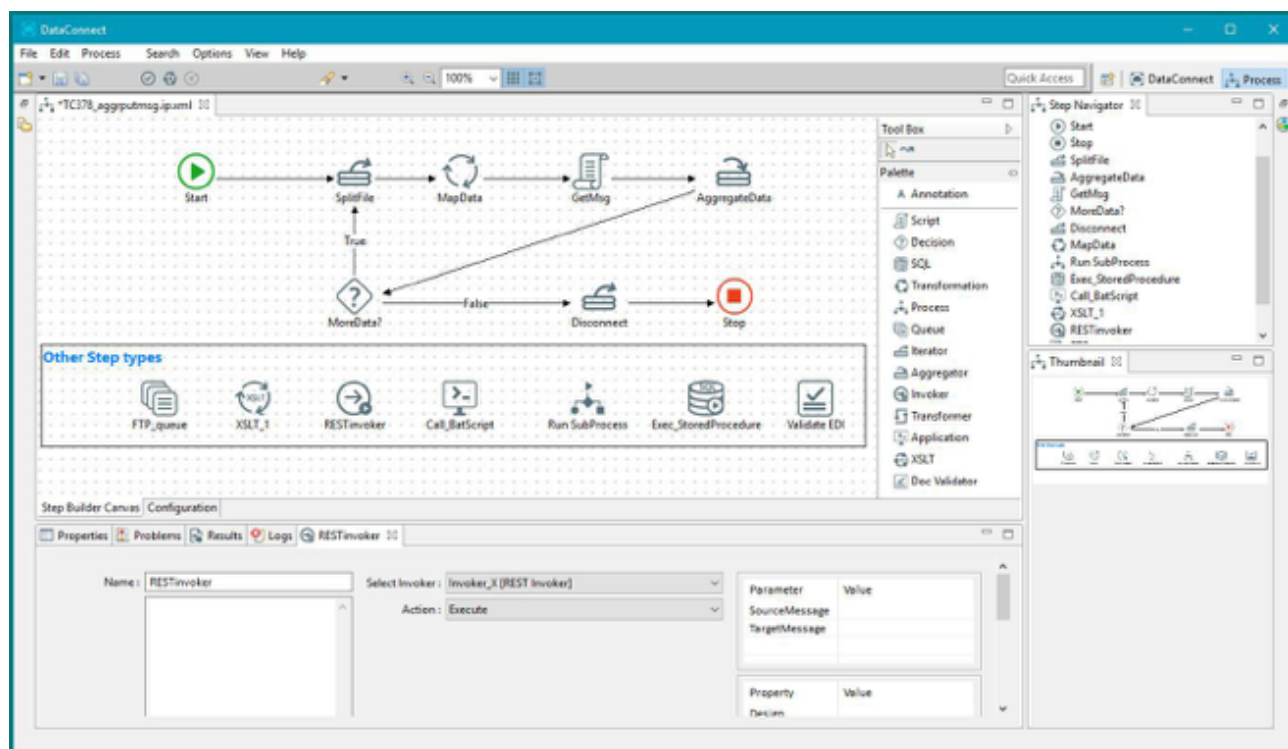 DataConnect
File Edit Process Search Options View Help
100%
Quick Access
DataConnect
Process
*TC378_aggrputmsg.ip.xml
Start
SplitFile
MapData
GetMsg
AggregateData
True
MoreData?
False
Disconnect
Stop
Other Step types
FTP_queue
XSLT
XSLT_1
RESTinvoker
Call_BatScript
Run SubProcess
SQL
Exec_StoredProcedure
Validate EDI
Step Builder Canvas
Configuration
Tool Box
Palette
A Annotation
Script
Decision
SQL
Transformation
Process
Queue
Iterator
Aggregator
Invoker
Transformer
Application
XSLT
Doc Validator
Step Navigator
Start
Stop
SplitFile
AggregateData
GetMsg
MoreData?
Disconnect
MapData
Run SubProcess
Exec_StoredProcedure
Call_BatScript
XSLT_1
RESTinvoker
Thumbnail
Properties
Problems
Results
Logs
RESTinvoker
Name : RESTinvoker
Select Invoker : Invoker_X [REST Invoker]
Action : Execute
Parameter Value
SourceMessage
TargetMessage
Property Value
Design